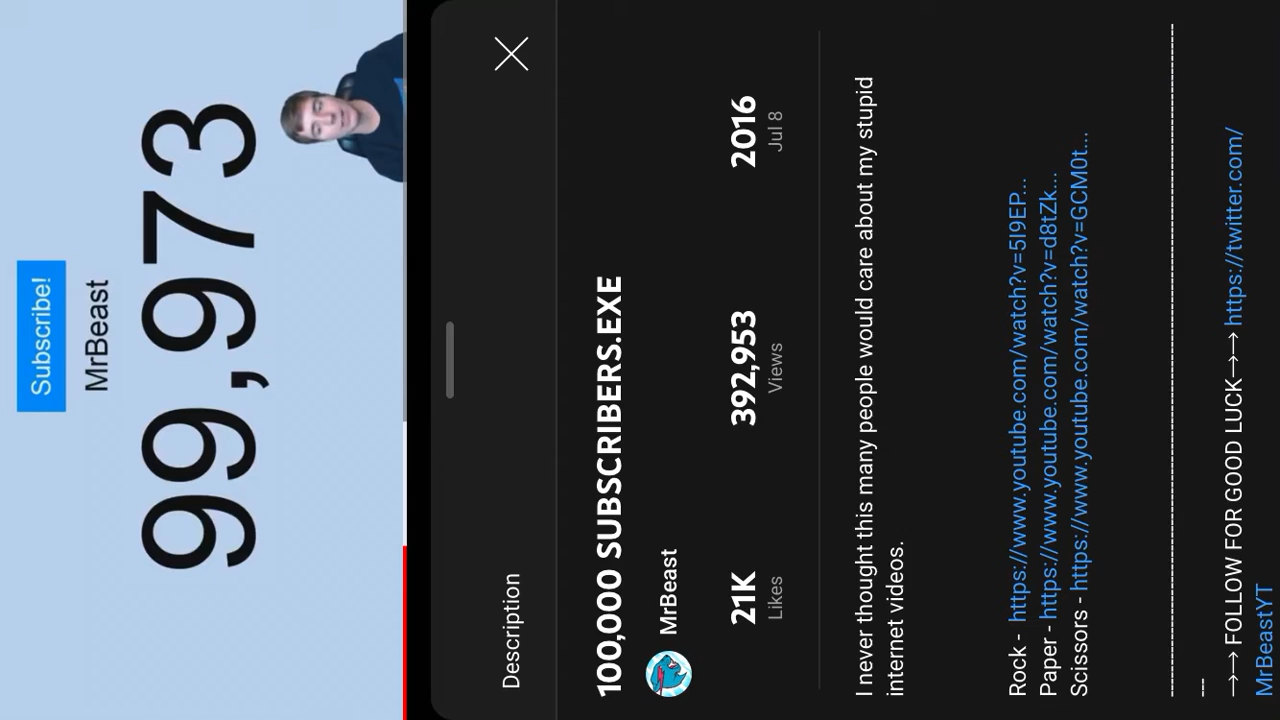 Subscribe!
MrBeast
99,973
Description
100,000 SUBSCRIBERS.EXE
MrBeast
21K 392,953 2016
Likes Views Jul 8
I never thought this many people would care about my stupid
internet videos.
Rock - https://www.youtube.com/watch?v=5I9EP...
Paper - https://www.youtube.com/watch?v=d8tZk...
Scissors - https://www.youtube.com/watch?v=GCM0t...
----------------------------------------------------------------------
---
→→→ FOLLOW FOR GOOD LUCK→→→ https://twitter.com/
MrBeastYT